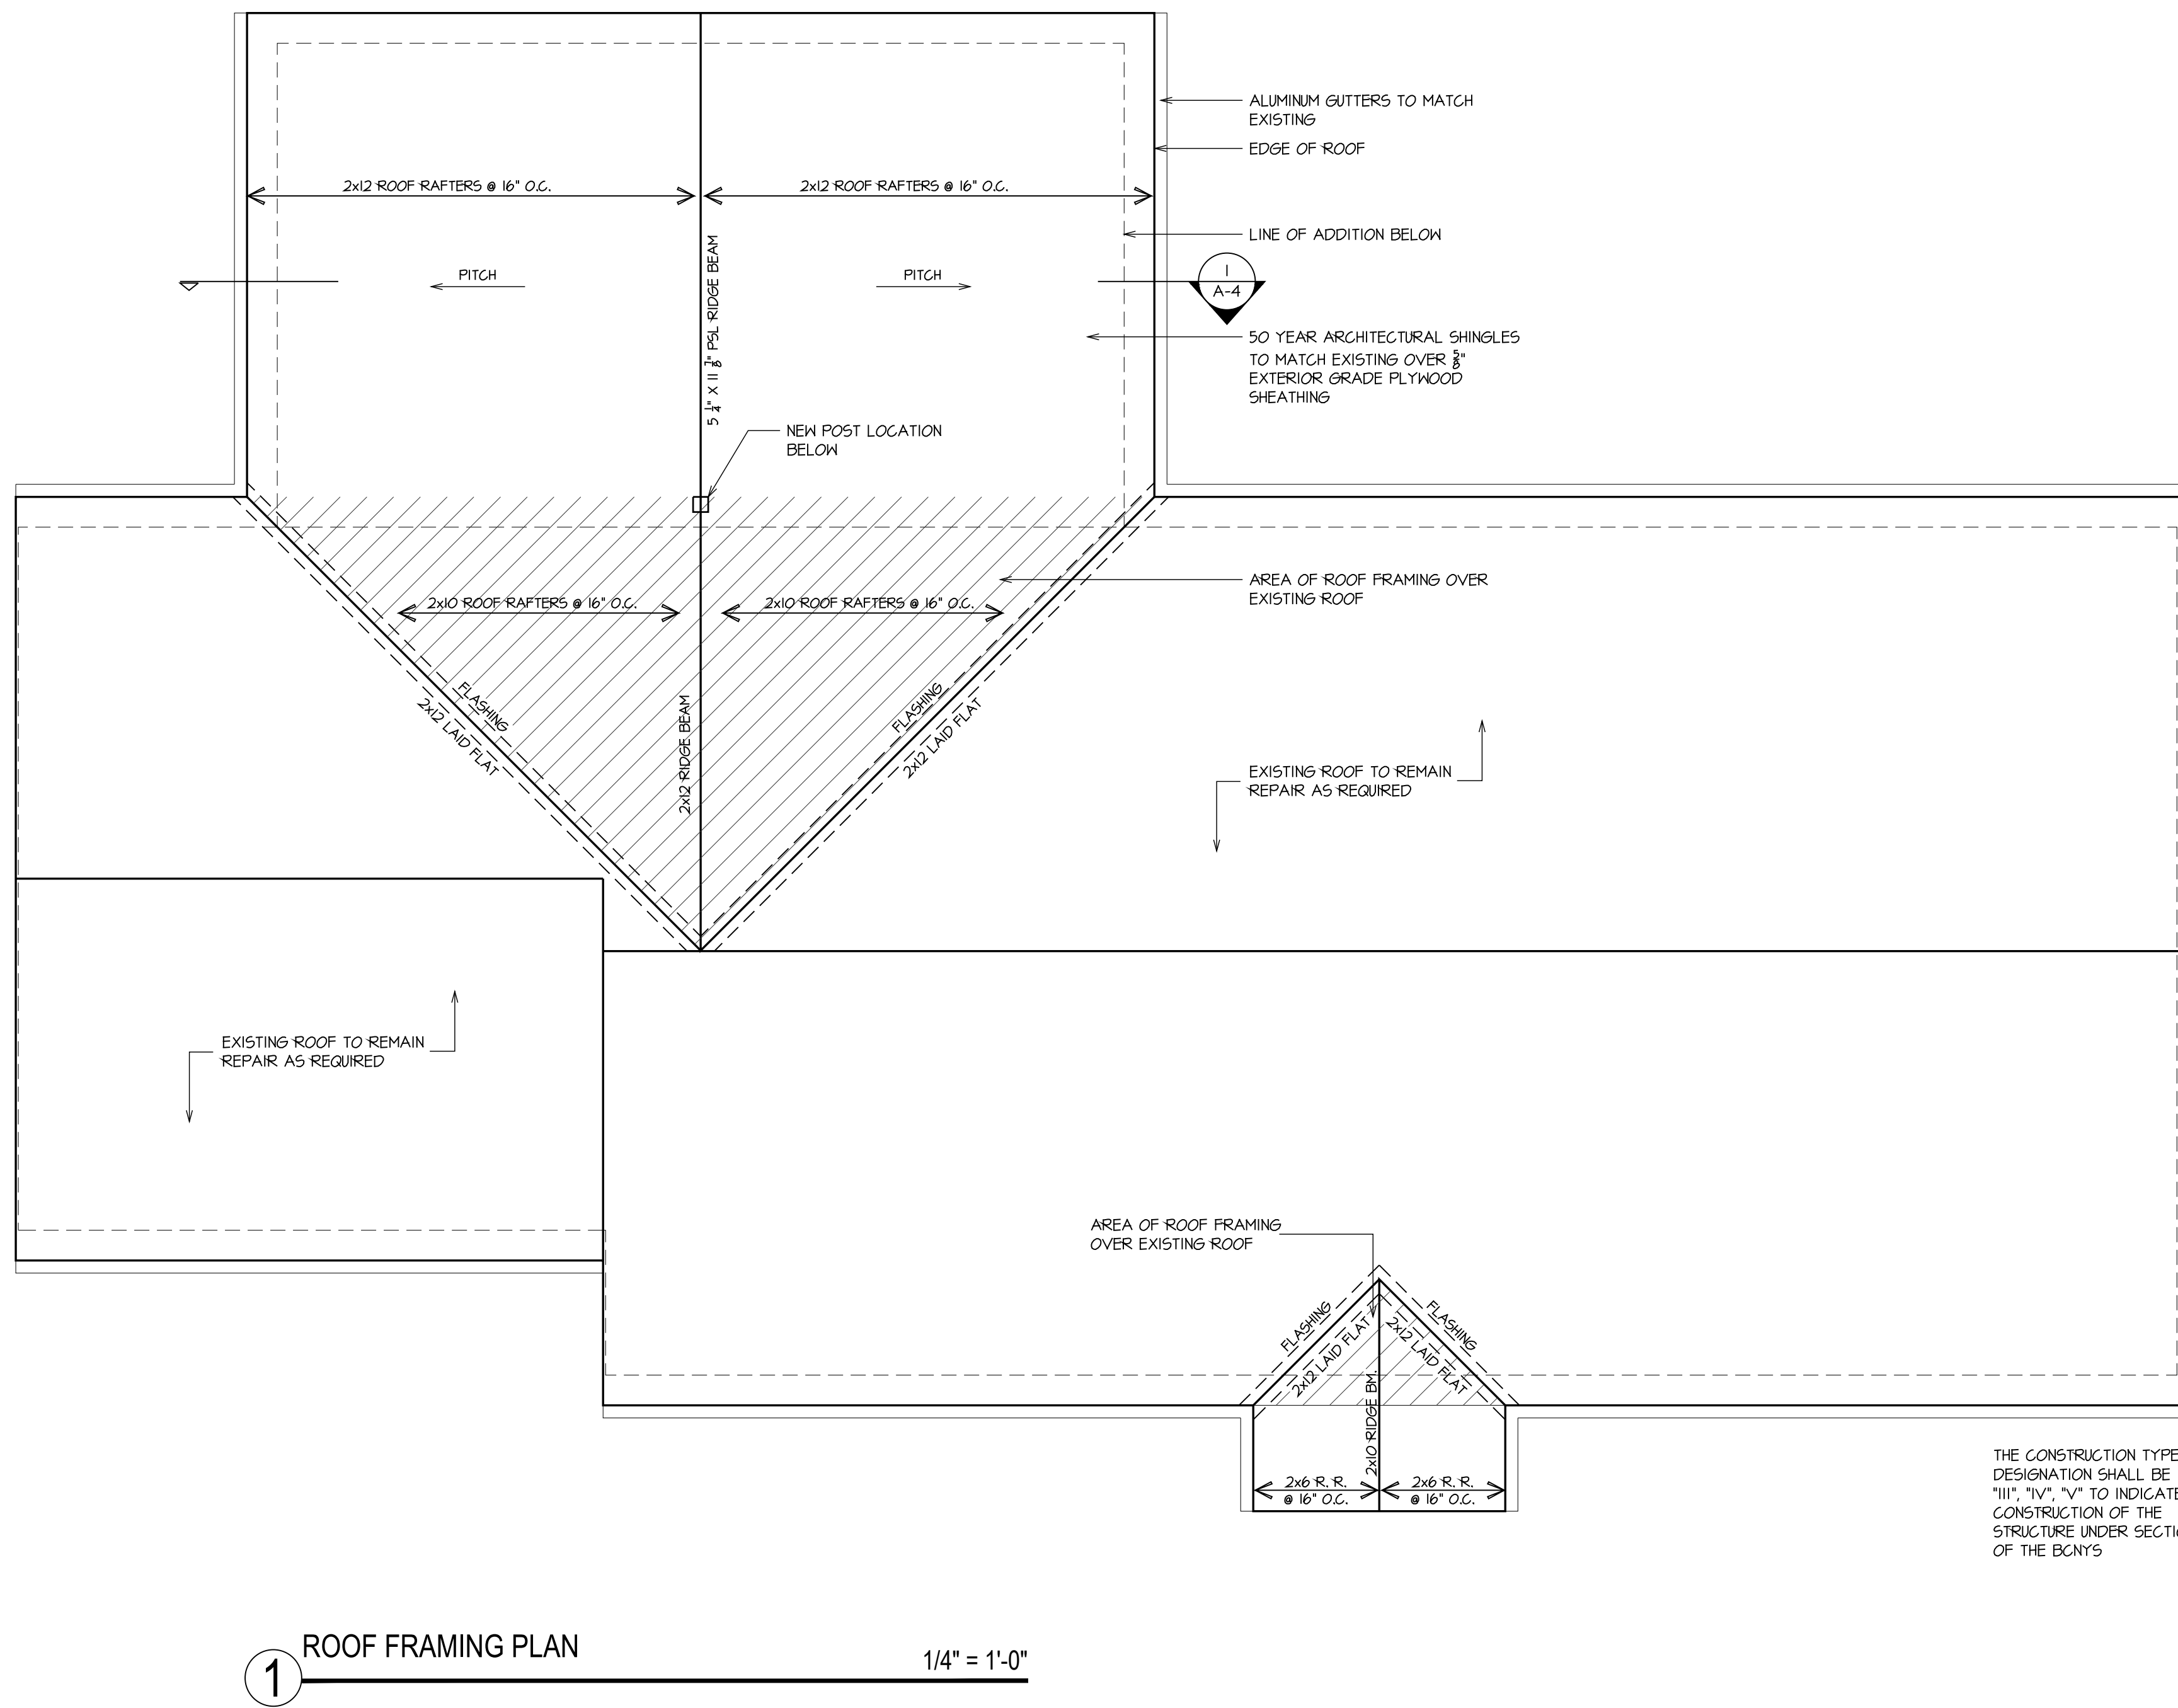 ALUMINUM GUTTERS TO MATCH
EXISTING
EDGE OF ROOF
2x12 ROOF RAFTERS @ 16" O.C.
2x12 ROOF RAFTERS @ 16" O.C.
LINE OF ADDITION BELOW
PITCH
PITCH
1
A-4
5 1/4" X 11 7/8" PSL RIDGE BEAM
50 YEAR ARCHITECTURAL SHINGLES
TO MATCH EXISTING OVER 5/8"
EXTERIOR GRADE PLYWOOD
SHEATHING
NEW POST LOCATION
BELOW
AREA OF ROOF FRAMING OVER
EXISTING ROOF
2x10 ROOF RAFTERS @ 16" O.C.
2x10 ROOF RAFTERS @ 16" O.C.
FLASHING
2x12 LAID FLAT
2x12 RIDGE BEAM
FLASHING
2x12 LAID FLAT
EXISTING ROOF TO REMAIN
REPAIR AS REQUIRED
EXISTING ROOF TO REMAIN
REPAIR AS REQUIRED
AREA OF ROOF FRAMING
OVER EXISTING ROOF
FLASHING
2x12 LAID FLAT
FLASHING
2x12 LAID FLAT
2x10 RIDGE BM.
2x6 R. R.
@ 16" O.C.
2x6 R. R.
@ 16" O.C.
THE CONSTRUCTION TYPE
DESIGNATION SHALL BE
"III", "IV", "V" TO INDICATE
CONSTRUCTION OF THE
STRUCTURE UNDER
OF THE BCNYS
1
ROOF FRAMING PLAN
1/4" = 1'-0"